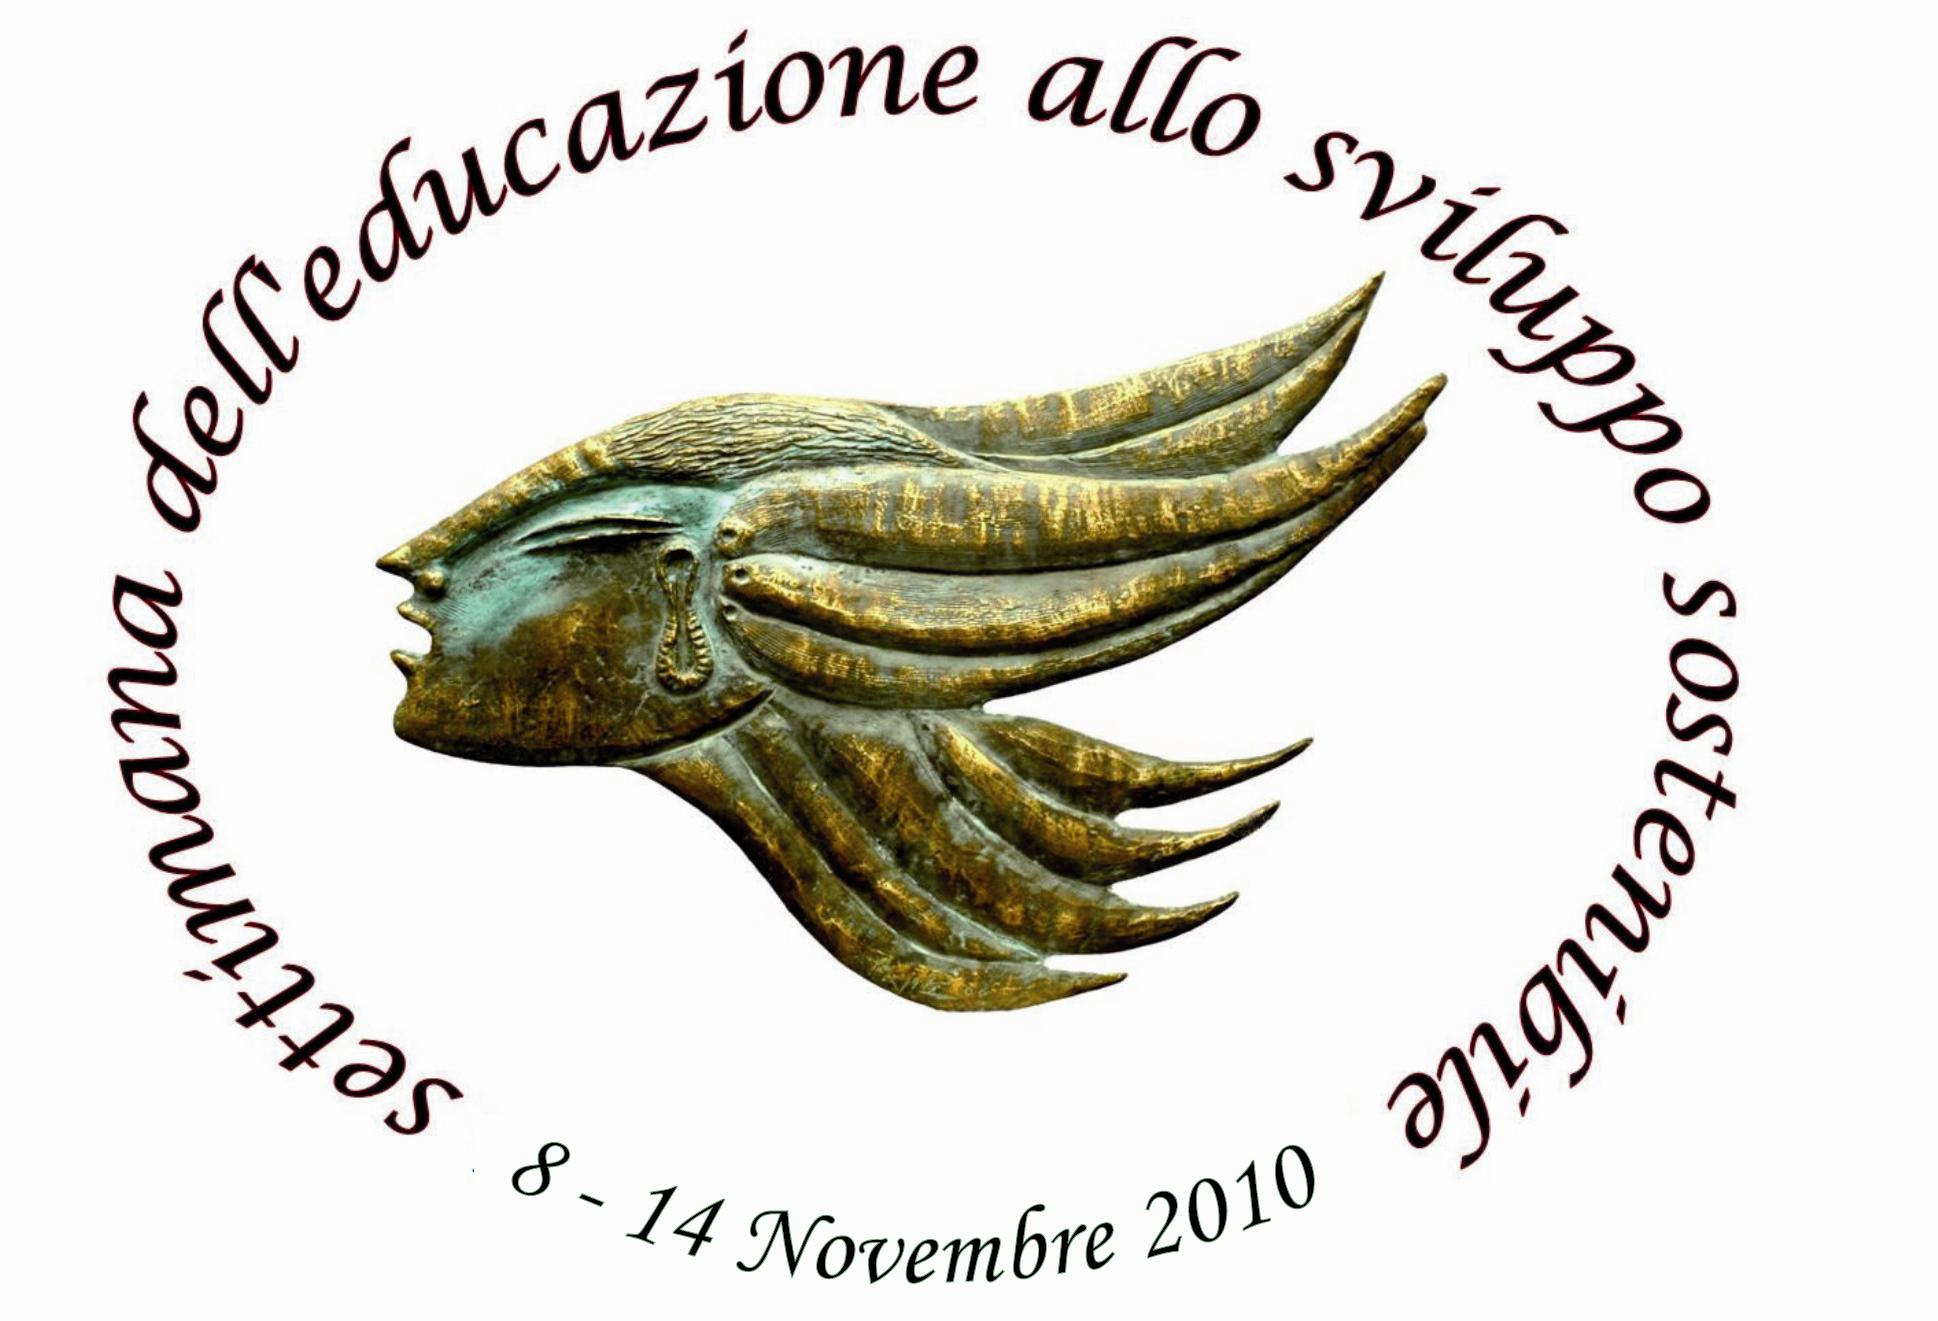 settimana dell'educazione allo sviluppo sostenibile
8 - 14 Novembre 2010